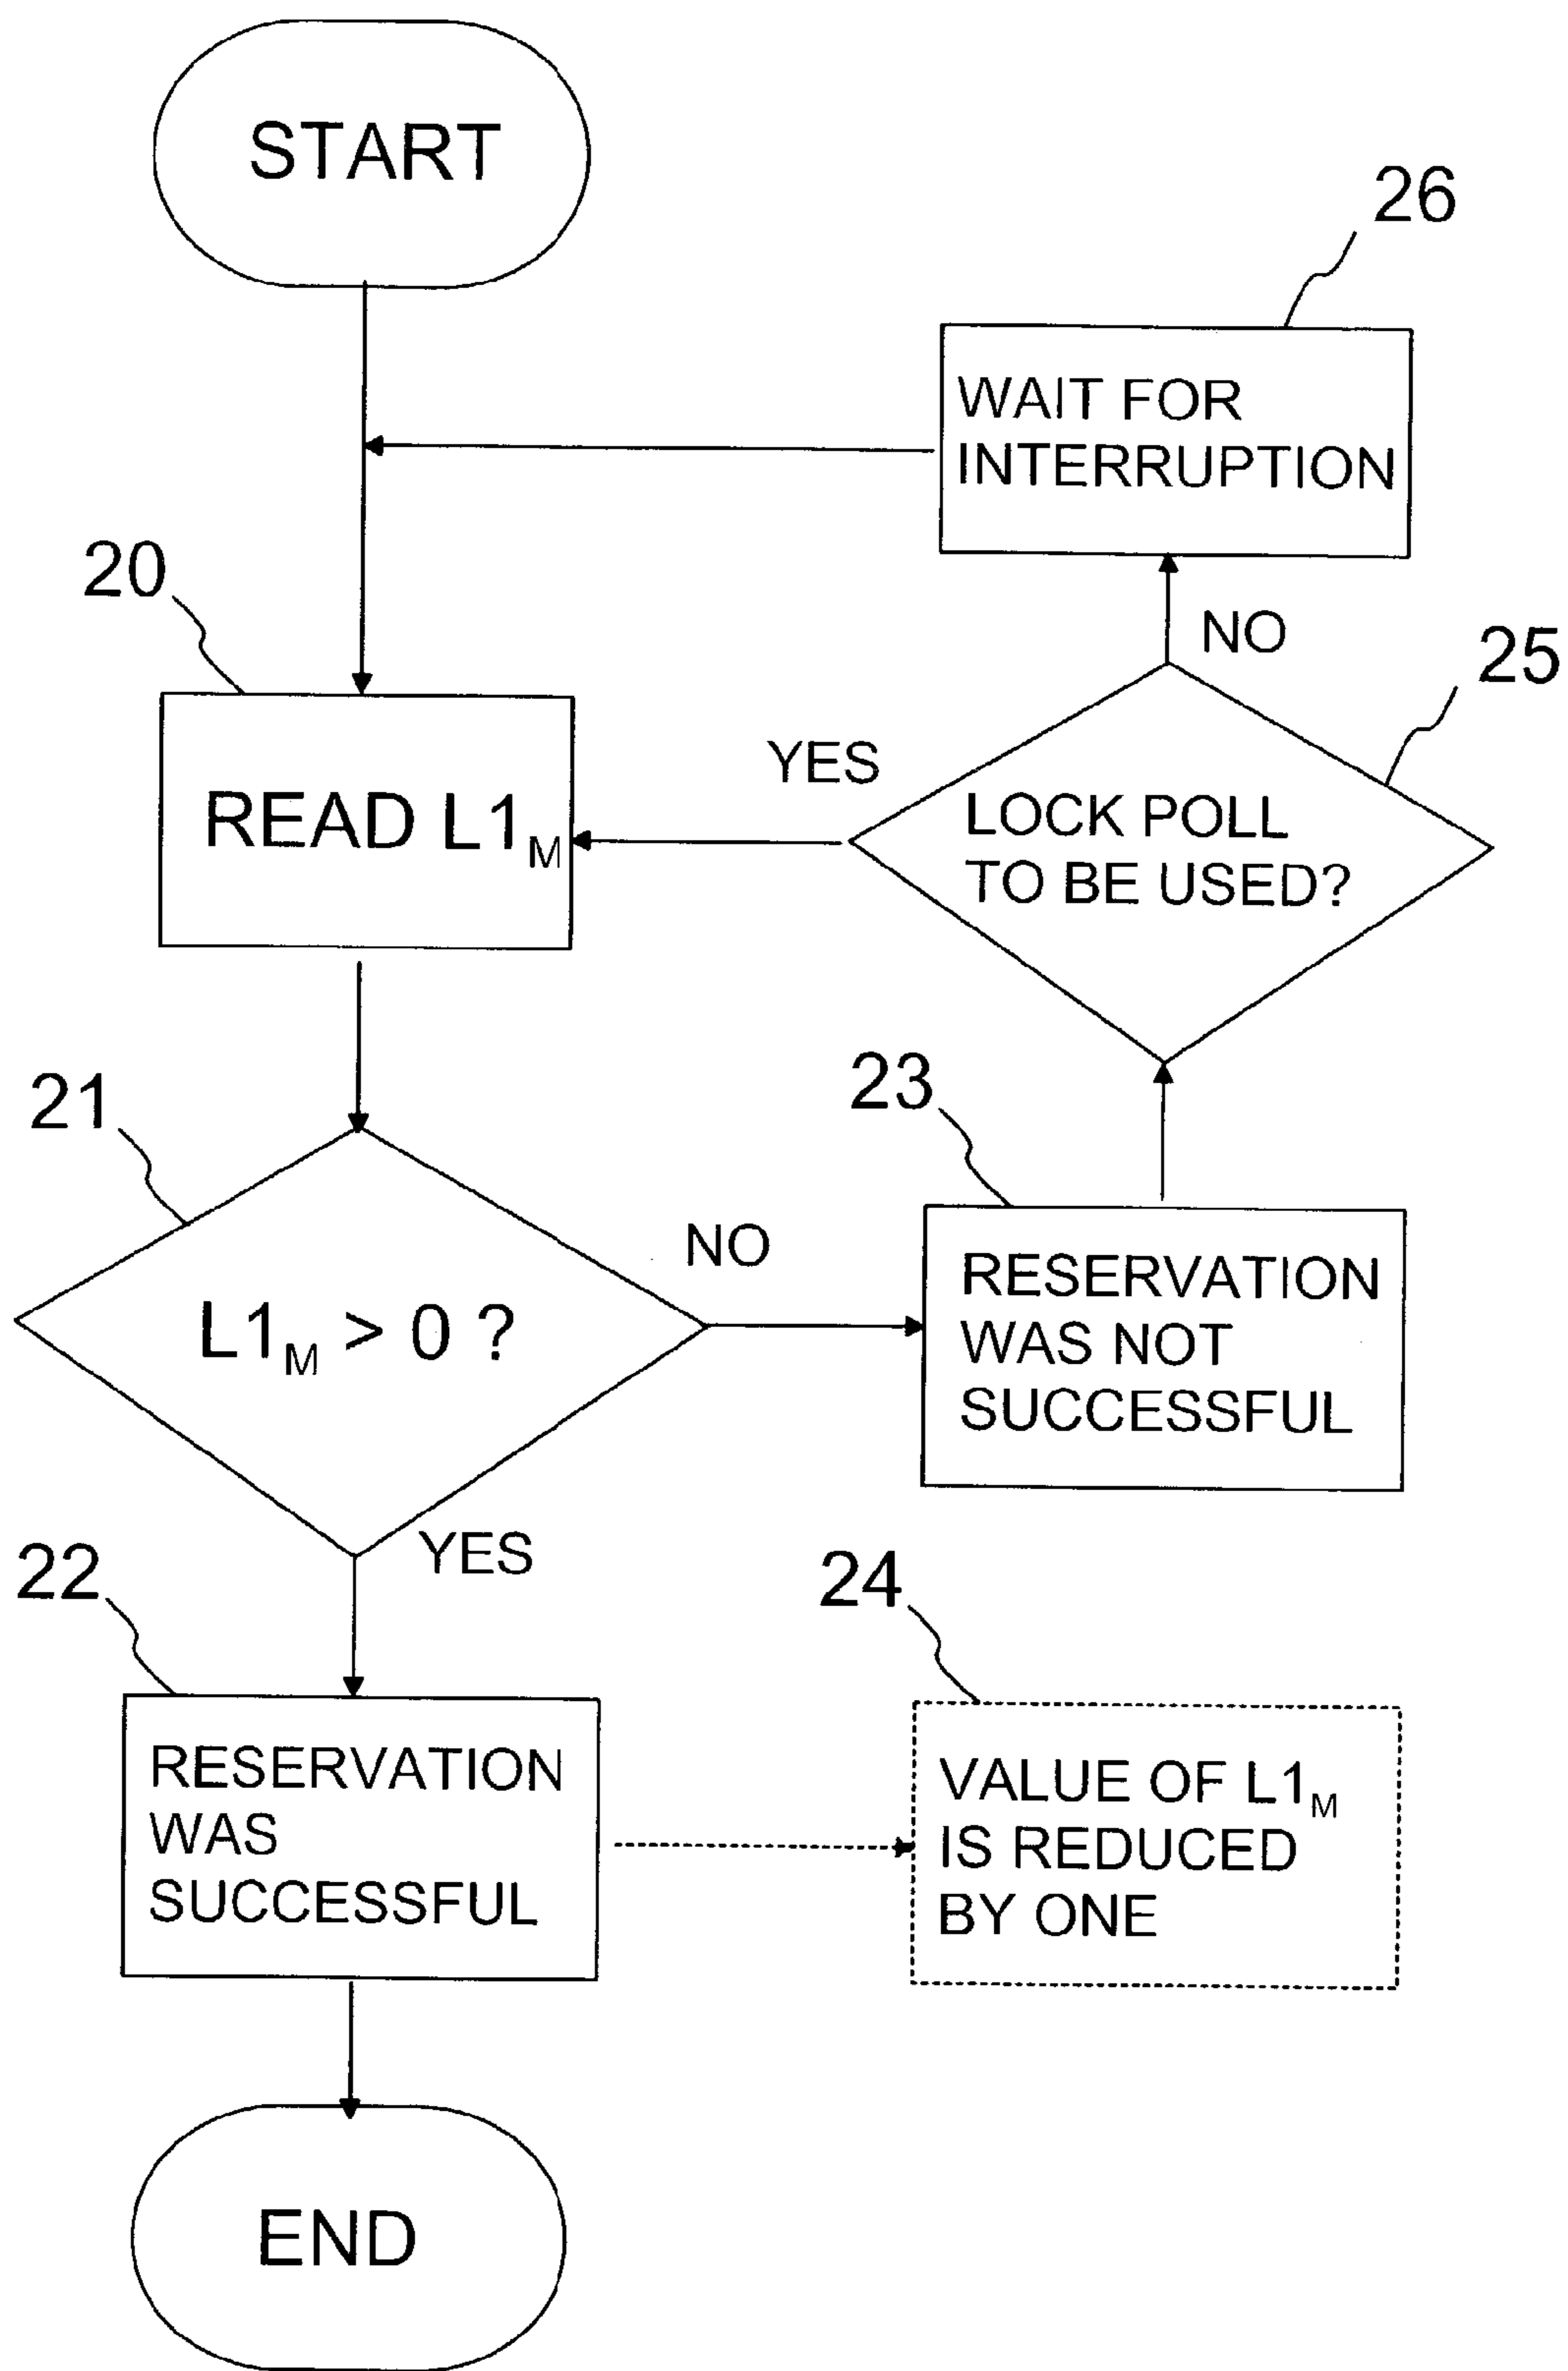 START
26
WAIT FOR
INTERRUPTION
20
NO
25
YES
READ L1M
LOCK POLL
TO BE USED?
21
23
NO
L1M > 0 ?
RESERVATION
WAS NOT
SUCCESSFUL
YES
22
24
RESERVATION
WAS
SUCCESSFUL
VALUE OF L1M
IS REDUCED
BY ONE
END